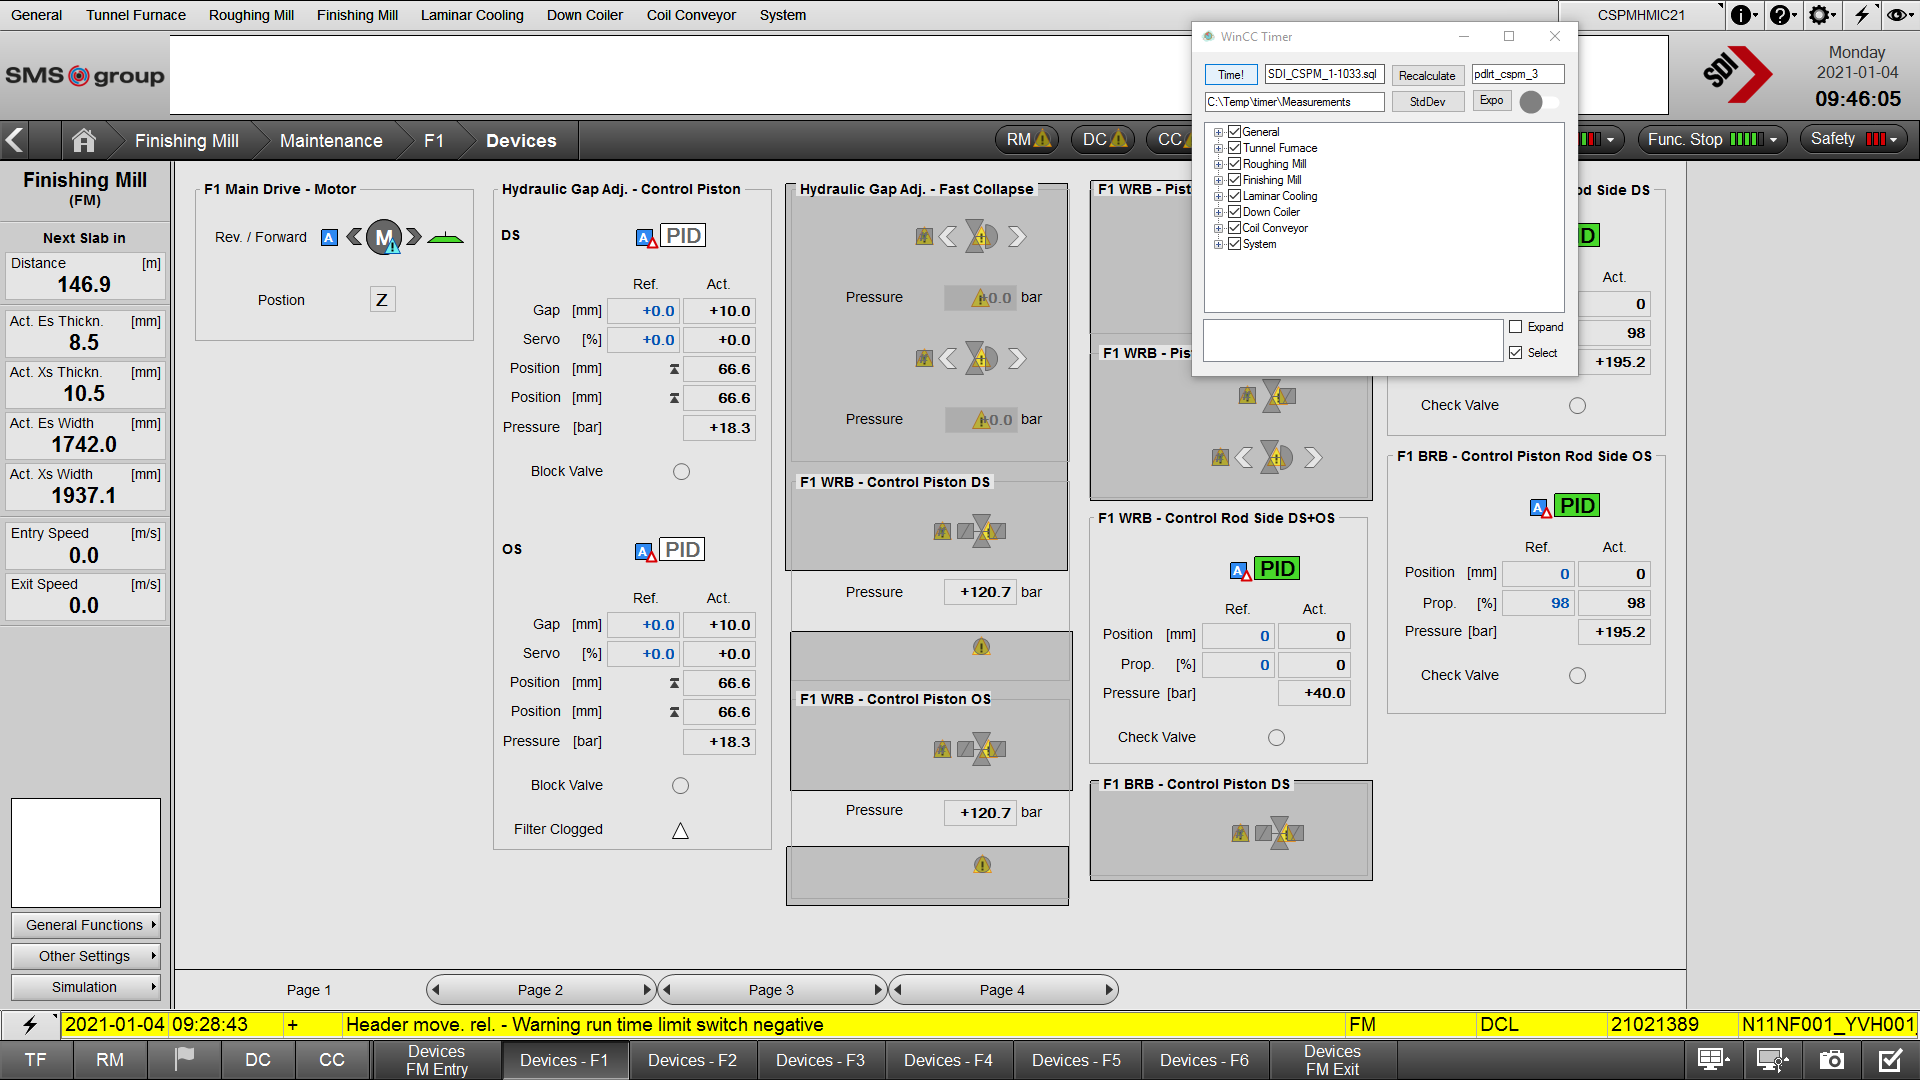 General Tunnel Furnace Roughing Mill Finishing Mill Laminar Cooling Down Coiler Coil Conveyor System CSPMHMIC21
SMS group
SDI
Monday
2021-01-04
09:46:05
WinCC Timer
Time! SDI_CSPM_1-1033.sql Recalculate pdlrt_cspm_3
C:\Temp\timer\Measurements StdDev Expo
General
Tunnel Furnace
Roughing Mill
Finishing Mill
Laminar Cooling
Down Coiler
Coil Conveyor
System
Expand
Select
Finishing Mill Maintenance F1 Devices RM DC CC Func. Stop Safety
Finishing Mill
(FM)
Next Slab in
Distance [m]
146.9
Act. Es Thickn. [mm]
8.5
Act. Xs Thickn. [mm]
10.5
Act. Es Width [mm]
1742.0
Act. Xs Width [mm]
1937.1
Entry Speed [m/s]
0.0
Exit Speed [m/s]
0.0
General Functions
Other Settings
Simulation
F1 Main Drive - Motor
Rev. / Forward A M
Postion Z
Hydraulic Gap Adj. - Control Piston
DS A PID
Ref. Act.
Gap [mm] +0.0 +10.0
Servo [%] +0.0 +0.0
Position [mm] 66.6
Position [mm] 66.6
Pressure [bar] +18.3
Block Valve
OS A PID
Ref. Act.
Gap [mm] +0.0 +10.0
Servo [%] +0.0 +0.0
Position [mm] 66.6
Position [mm] 66.6
Pressure [bar] +18.3
Block Valve
Filter Clogged
Hydraulic Gap Adj. - Fast Collapse
Pressure +0.0 bar
Pressure +0.0 bar
F1 WRB - Control Piston DS
Pressure +120.7 bar
F1 WRB - Control Piston OS
Pressure +120.7 bar
F1 WRB - Pist
F1 WRB - Pist
F1 WRB - Control Rod Side DS+OS
A PID
Ref. Act.
Position [mm] 0 0
Prop. [%] 0 0
Pressure [bar] +40.0
Check Valve
F1 BRB - Control Piston DS
od Side DS
D
Act.
0
98
+195.2
Check Valve
F1 BRB - Control Piston Rod Side OS
A PID
Ref. Act.
Position [mm] 0 0
Prop. [%] 98 98
Pressure [bar] +195.2
Check Valve
Page 1 Page 2 Page 3 Page 4
2021-01-04 09:28:43 + Header move. rel. - Warning run time limit switch negative FM DCL 21021389 N11NF001_YVH001
TF RM DC CC Devices FM Entry Devices - F1 Devices - F2 Devices - F3 Devices - F4 Devices - F5 Devices - F6 Devices FM Exit